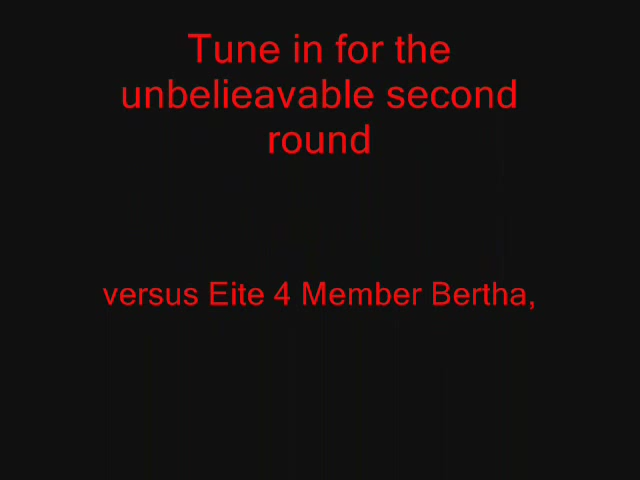 Tune in for the
unbelieavable second
round
versus Eite 4 Member Bertha,